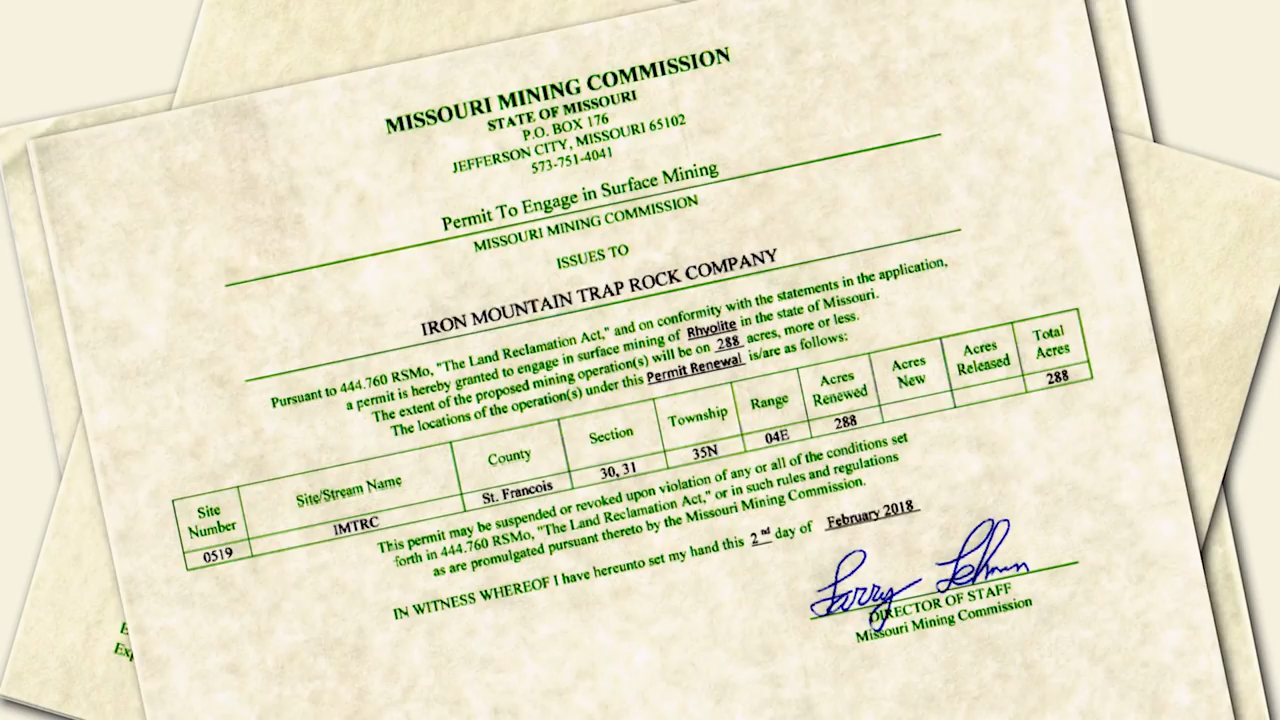 MISSOURI MINING COMMISSION
STATE OF MISSOURI
P.O. BOX 176
JEFFERSON CITY, MISSOURI 65102
573-751-4041
Permit To Engage in Surface Mining
MISSOURI MINING COMMISSION
ISSUES TO
IRON MOUNTAIN TRAP ROCK COMPANY
Pursuant to 444.760 RSMo, "The Land Reclamation Act," and on conformity with the statements in the application,
a permit is hereby granted to engage in surface mining of Rhyolite in the state of Missouri.
The extent of the proposed mining operation(s) will be on 288 acres, more or less.
The locations of the operation(s) under this Permit Renewal is/are as follows:
Site Number Site/Stream Name County Section Township Range Acres Renewed Acres New Acres Released Total Acres
0519 IMTRC St. Francois 30, 31 35N 04E 288 288
This permit may be suspended or revoked upon violation of any or all of the conditions set
forth in 444.760 RSMo, "The Land Reclamation Act," or in such rules and regulations
as are promulgated pursuant thereto by the Missouri Mining Commission.
IN WITNESS WHEREOF I have hereunto set my hand this 2nd day of February 2018
Larry Lehman
DIRECTOR OF STAFF
Missouri Mining Commission